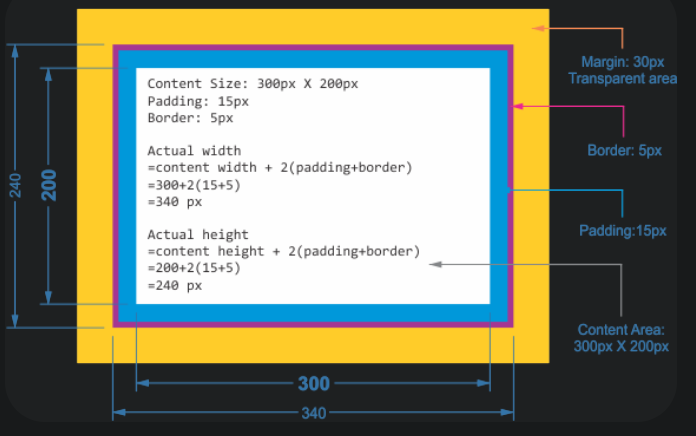 Content Size: 300px X 200px
Padding: 15px
Border: 5px
Actual width
=content width + 2(padding+border)
=300+2(15+5)
=340 px
Actual height
=content height + 2(padding+border)
=200+2(15+5)
=240 px
240
200
300
340
Margin: 30px
Transparent area
Border: 5px
Padding:15px
Content Area:
300px X 200px